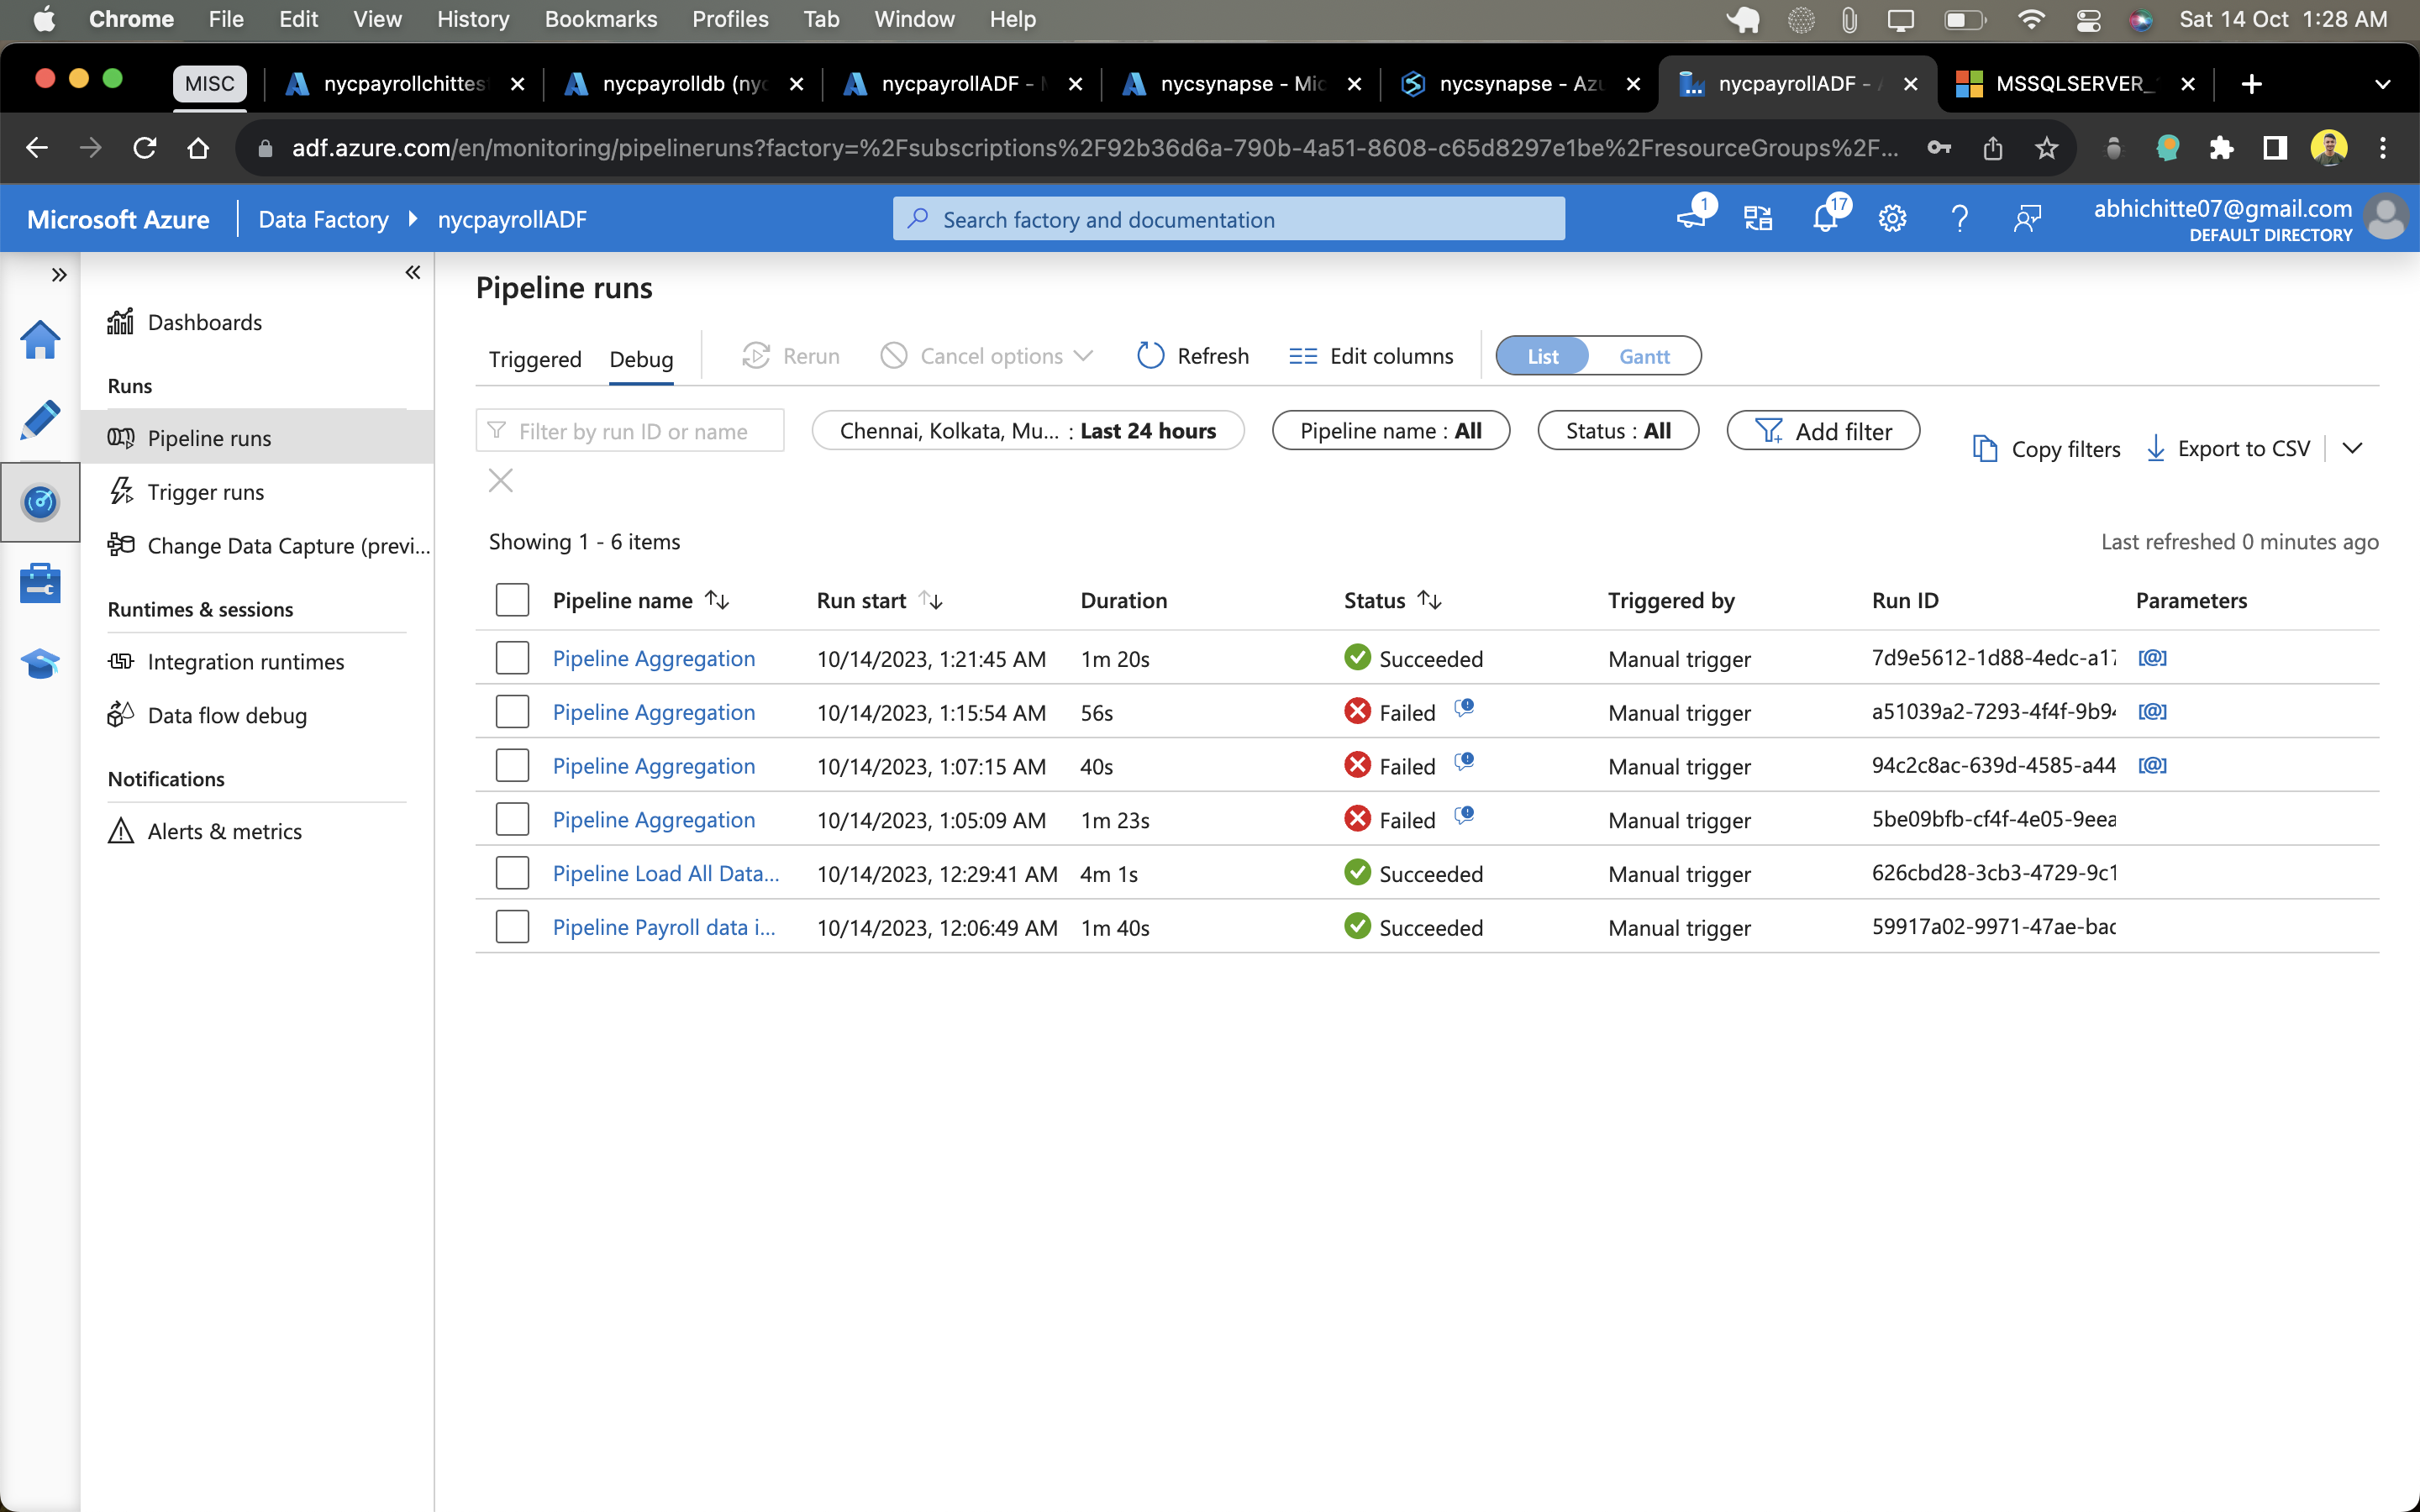 Chrome File Edit View History Bookmarks Profiles Tab Window Help Sat 14 Oct 1:28 AM
MISC nycpayrollchittes nycpayrolldb (nyc nycpayrollADF - nycsynapse - Mic nycsynapse - Azu nycpayrollADF - MSSQLSERVER_
adf.azure.com/en/monitoring/pipelineruns?factory=%2Fsubscriptions%2F92b36d6a-790b-4a51-8608-c65d8297e1be%2FresourceGroups%2F...
Microsoft Azure Data Factory nycpayrollADF Search factory and documentation 1 17 abhichitte07@gmail.com
DEFAULT DIRECTORY
Dashboards
Runs
Pipeline runs
Trigger runs
Change Data Capture (previ...
Runtimes & sessions
Integration runtimes
Data flow debug
Notifications
Alerts & metrics
Pipeline runs
Triggered Debug Rerun Cancel options Refresh Edit columns List Gantt
Filter by run ID or name Chennai, Kolkata, Mu... : Last 24 hours Pipeline name : All Status : All Add filter Copy filters Export to CSV
Showing 1 - 6 items Last refreshed 0 minutes ago
Pipeline name Run start Duration Status Triggered by Run ID Parameters
Pipeline Aggregation 10/14/2023, 1:21:45 AM 1m 20s Succeeded Manual trigger 7d9e5612-1d88-4edc-a17 [@]
Pipeline Aggregation 10/14/2023, 1:15:54 AM 56s Failed Manual trigger a51039a2-7293-4f4f-9b94 [@]
Pipeline Aggregation 10/14/2023, 1:07:15 AM 40s Failed Manual trigger 94c2c8ac-639d-4585-a44 [@]
Pipeline Aggregation 10/14/2023, 1:05:09 AM 1m 23s Failed Manual trigger 5be09bfb-cf4f-4e05-9eea
Pipeline Load All Data... 10/14/2023, 12:29:41 AM 4m 1s Succeeded Manual trigger 626cbd28-3cb3-4729-9c1
Pipeline Payroll data i... 10/14/2023, 12:06:49 AM 1m 40s Succeeded Manual trigger 59917a02-9971-47ae-bac